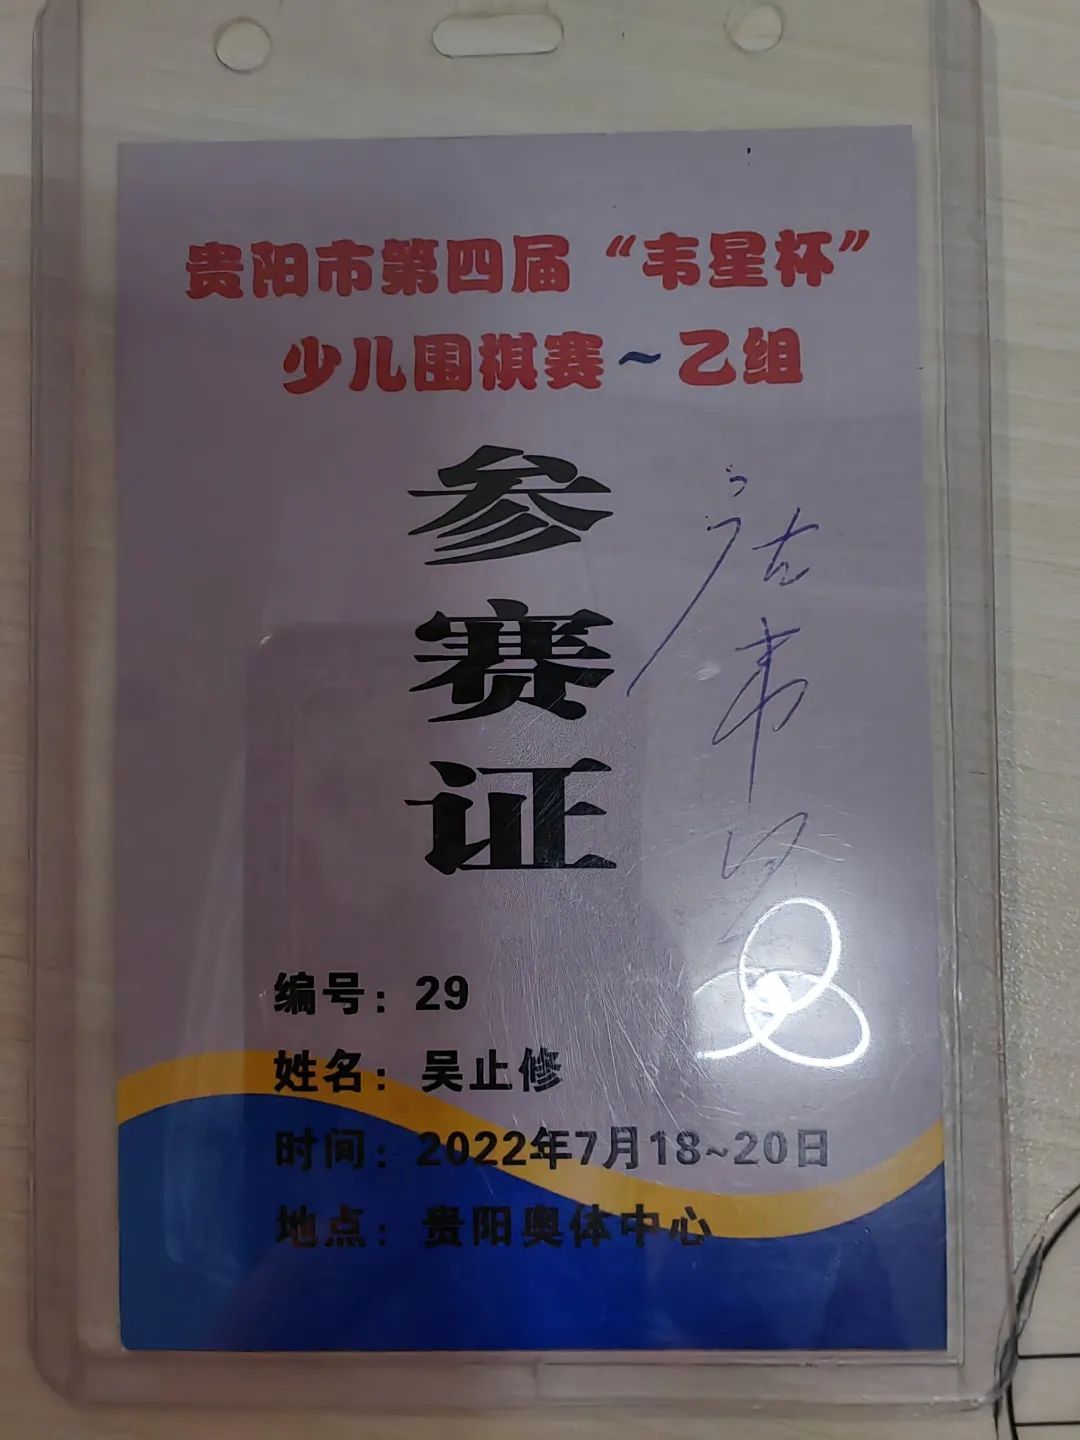 贵阳市第四届“韦星杯”
少儿围棋赛~乙组
参
赛
证
编号：29
姓名：吴止修
时间：2022年7月18~20日
地点：贵阳奥体中心